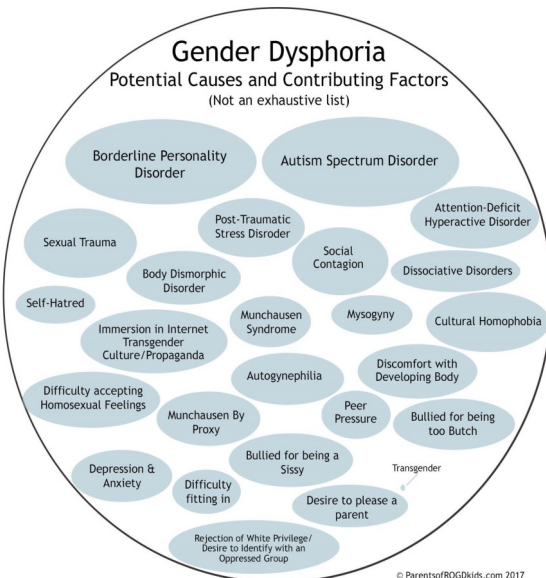 Gender Dysphoria
Potential Causes and Contributing Factors
(Not an exhaustive list)
Borderline Personality
Disorder
Autism Spectrum Disorder
Attention-Deficit
Hyperactive Disorder
Post-Traumatic
Stress Disroder
Sexual Trauma
Social
Contagion
Body Dismorphic
Disorder
Dissociative Disorders
Self-Hatred
Munchausen
Syndrome
Mysogyny
Cultural Homophobia
Immersion in Internet
Transgender
Culture/Propaganda
Autogynephilia
Discomfort with
Developing Body
Difficulty accepting
Homosexual Feelings
Munchausen By
Proxy
Peer
Pressure
Bullied for being
too Butch
Bullied for being a
Sissy
Depression &
Anxiety
Difficulty
fitting in
Transgender
Desire to please a
parent
Rejection of White Privilege/
Desire to Identify with an
Oppressed Group
© ParentsofROGDkids.com 2017